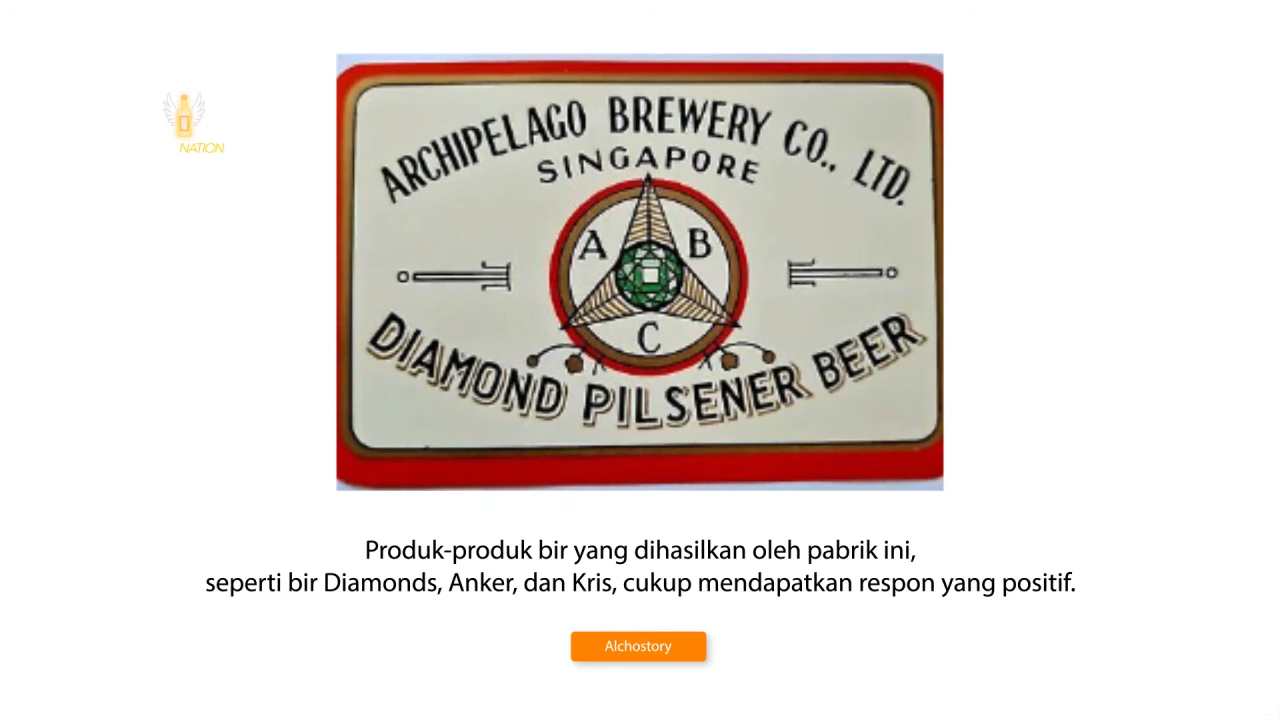 NATION
ARCHIPELAGO BREWERY CO., LTD.
SINGAPORE
A B
C
DIAMOND PILSENER BEER
Produk-produk bir yang dihasilkan oleh pabrik ini,
seperti bir Diamonds, Anker, dan Kris, cukup mendapatkan respon yang positif.
Alchostory